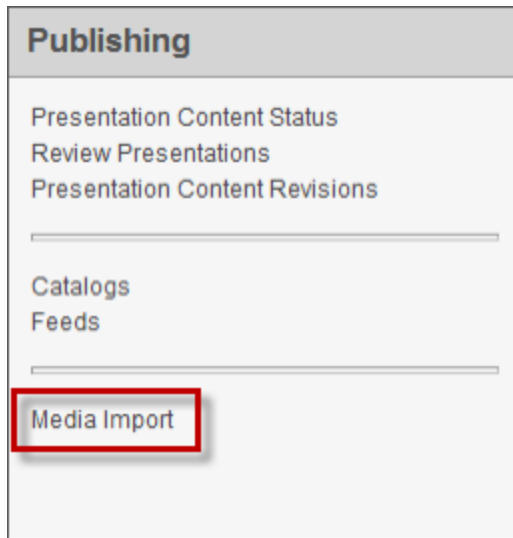 Publishing
Presentation Content Status
Review Presentations
Presentation Content Revisions
Catalogs
Feeds
Media Import